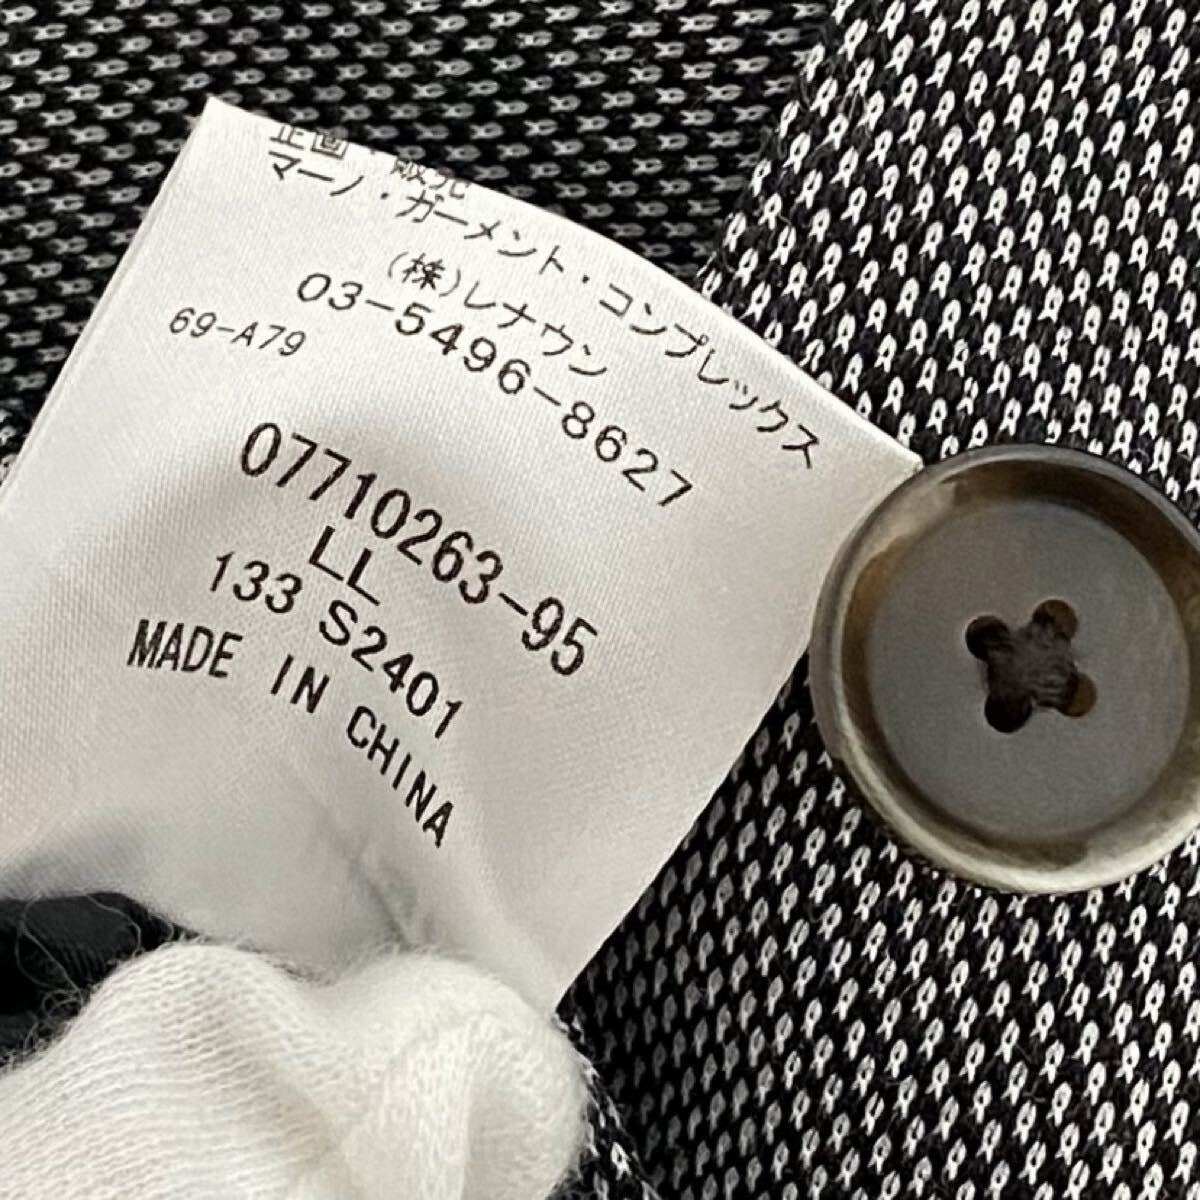 マーノ・ガーメント・コンプレックス
(株)レナウン
03-5496-8627
69-A79
07710263-95
LL
133 S2401
MADE IN CHINA